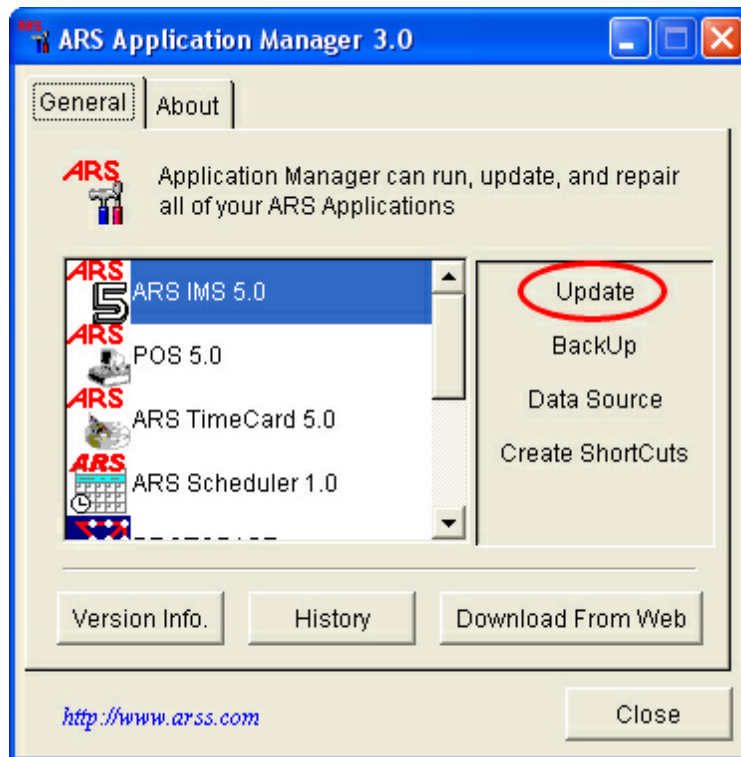 ARS ARS Application Manager 3.0
General
About
ARS
Application Manager can run, update, and repair
all of your ARS Applications
ARS
5
ARS IMS 5.0
ARS
POS 5.0
ARS
ARS TimeCard 5.0
ARS
ARS Scheduler 1.0
Update
BackUp
Data Source
Create ShortCuts
Version Info.
History
Download From Web
http://www.arss.com
Close